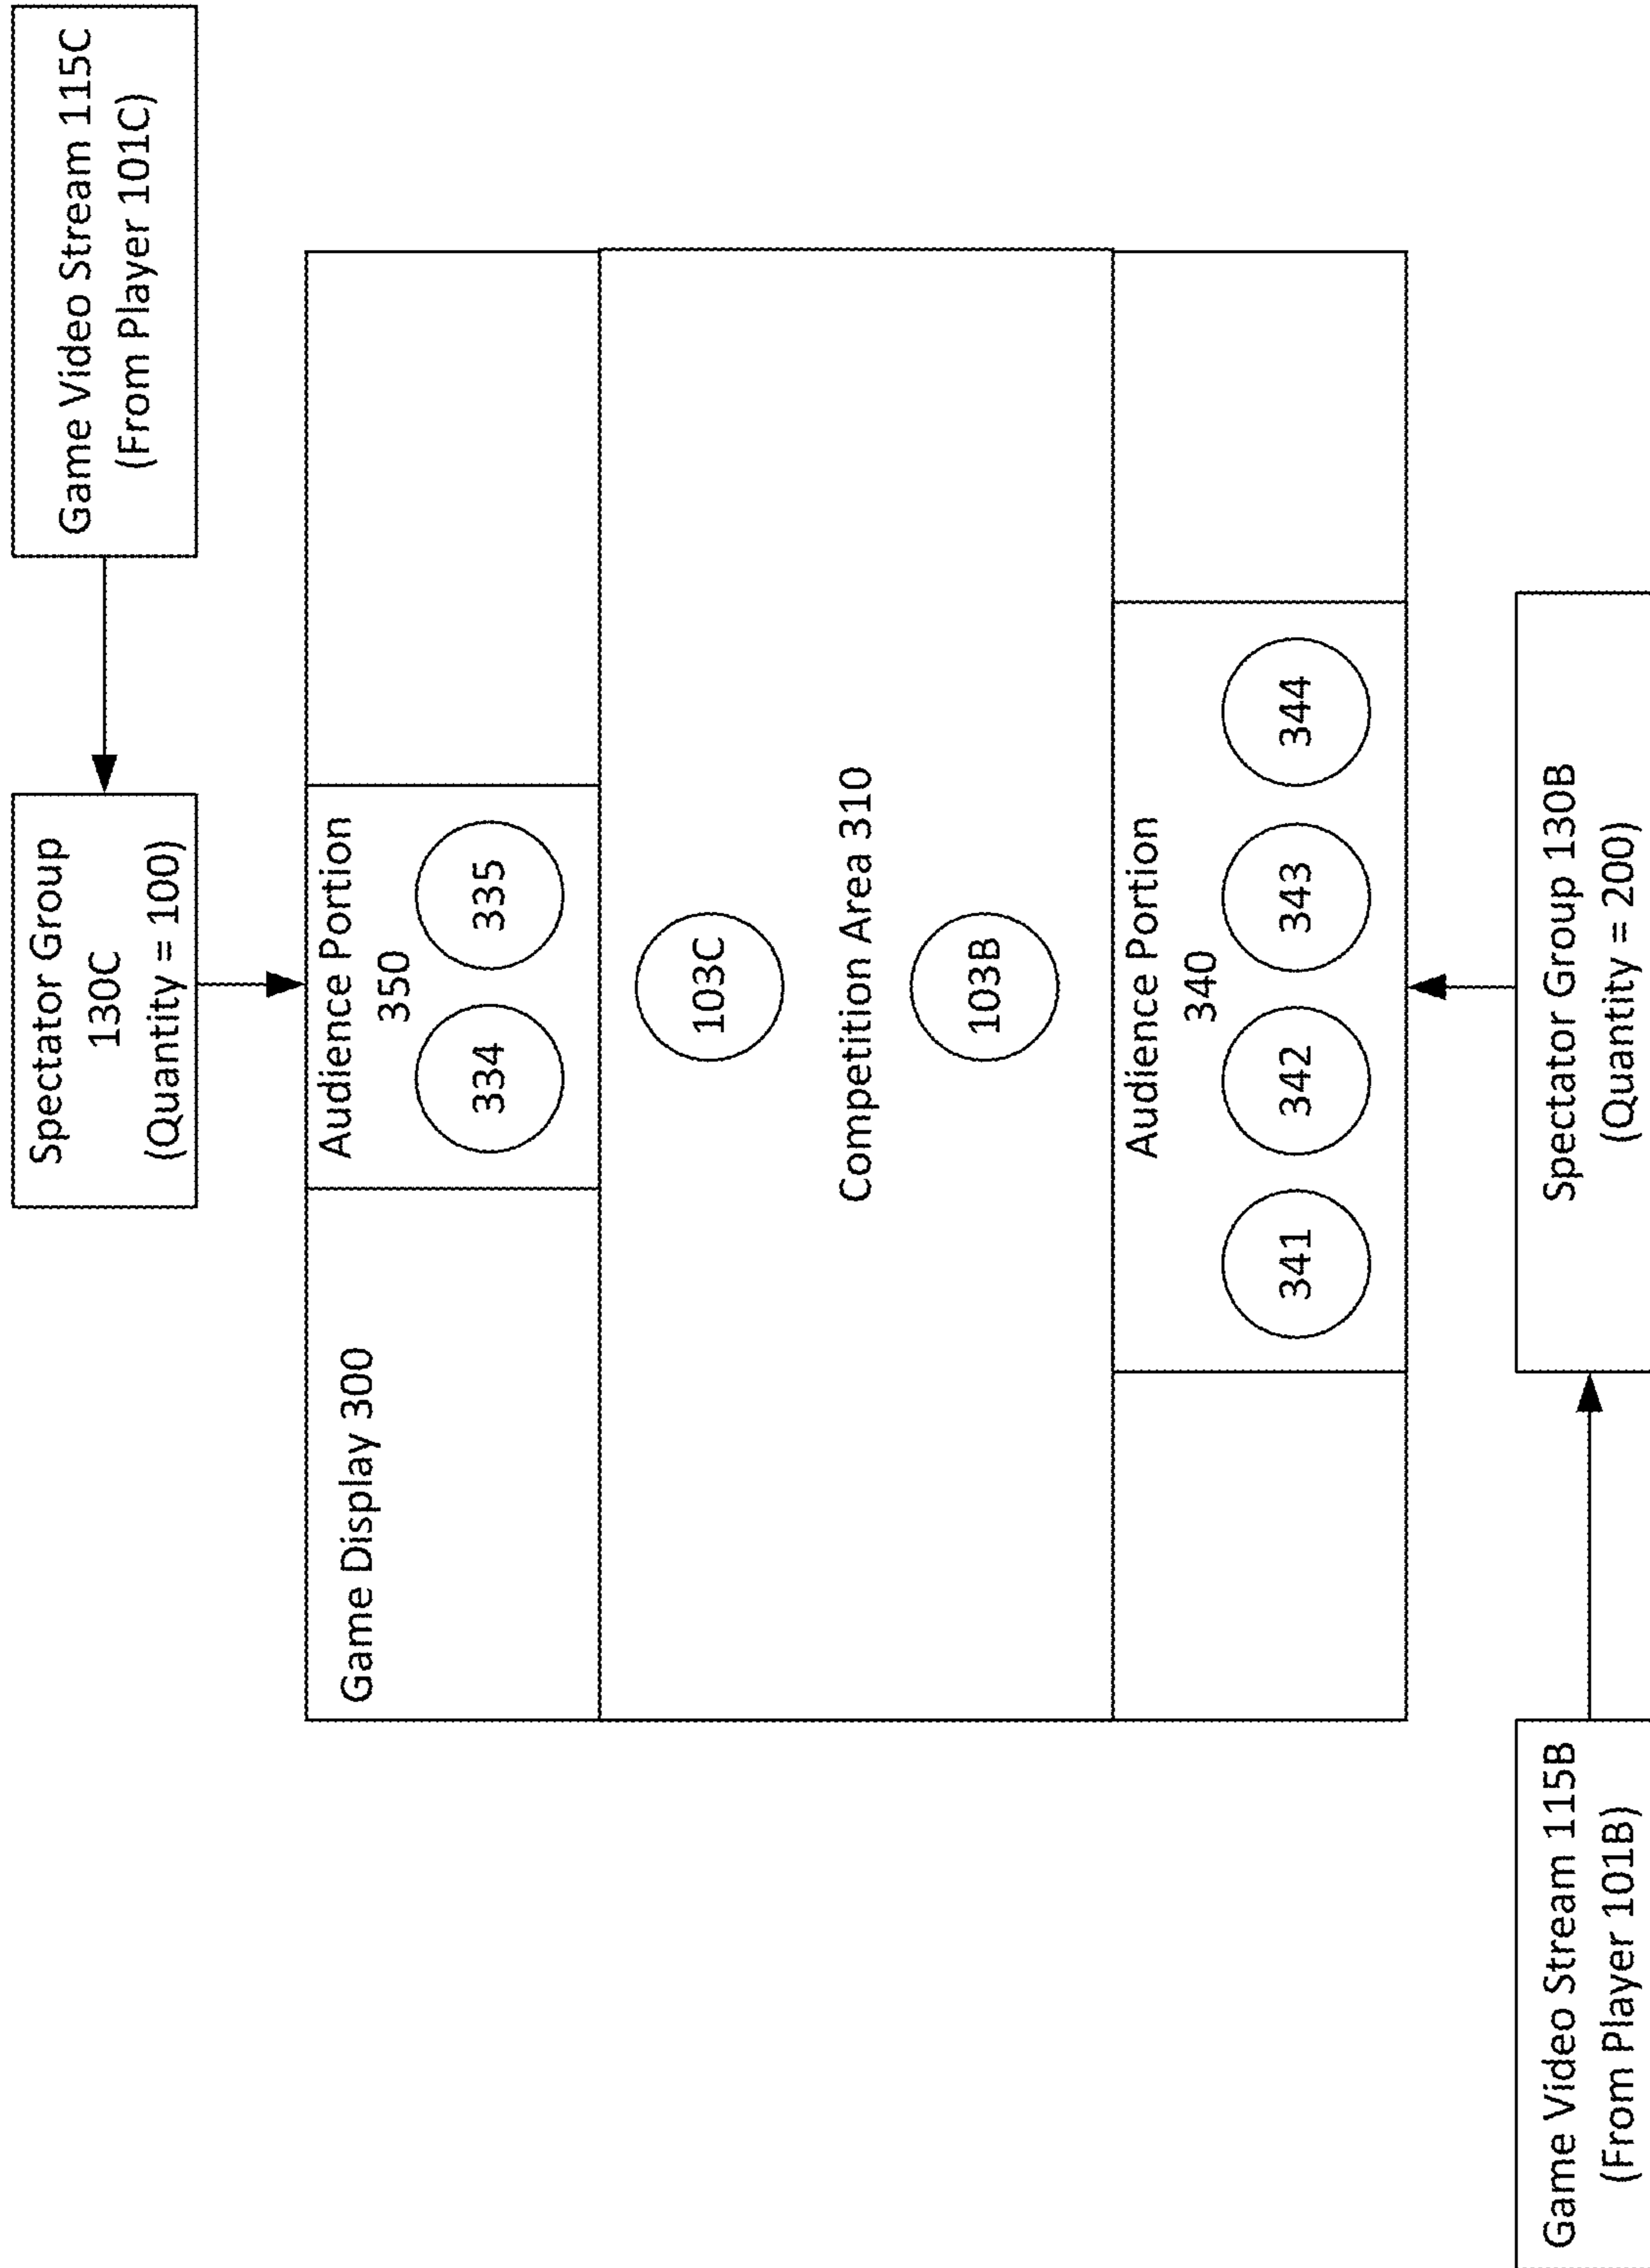 Spectator Group
130C
(Quantity = 100)
Game Video Stream 115C
(From Player 101C)
Game Display 300
Audience Portion
350
334
335
103C
Competition Area 310
103B
Audience Portion
340
341
342
343
344
Game Video Stream 115B
(From Player 101B)
Spectator Group 130B
(Quantity = 200)